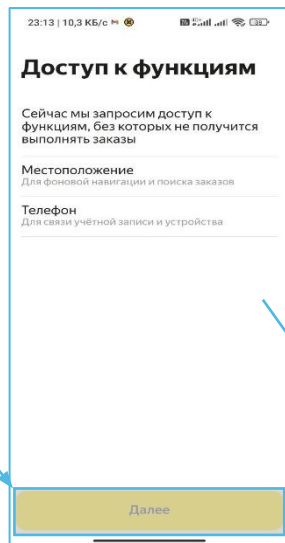 23:13 | 10,3 КБ/с
Доступ к функциям
Сейчас мы запросим доступ к
функциям, без которых не получится
выполнять заказы
Местоположение
Для фоновой навигации и поиска заказов
Телефон
Для связи учётной записи и устройства
Далее